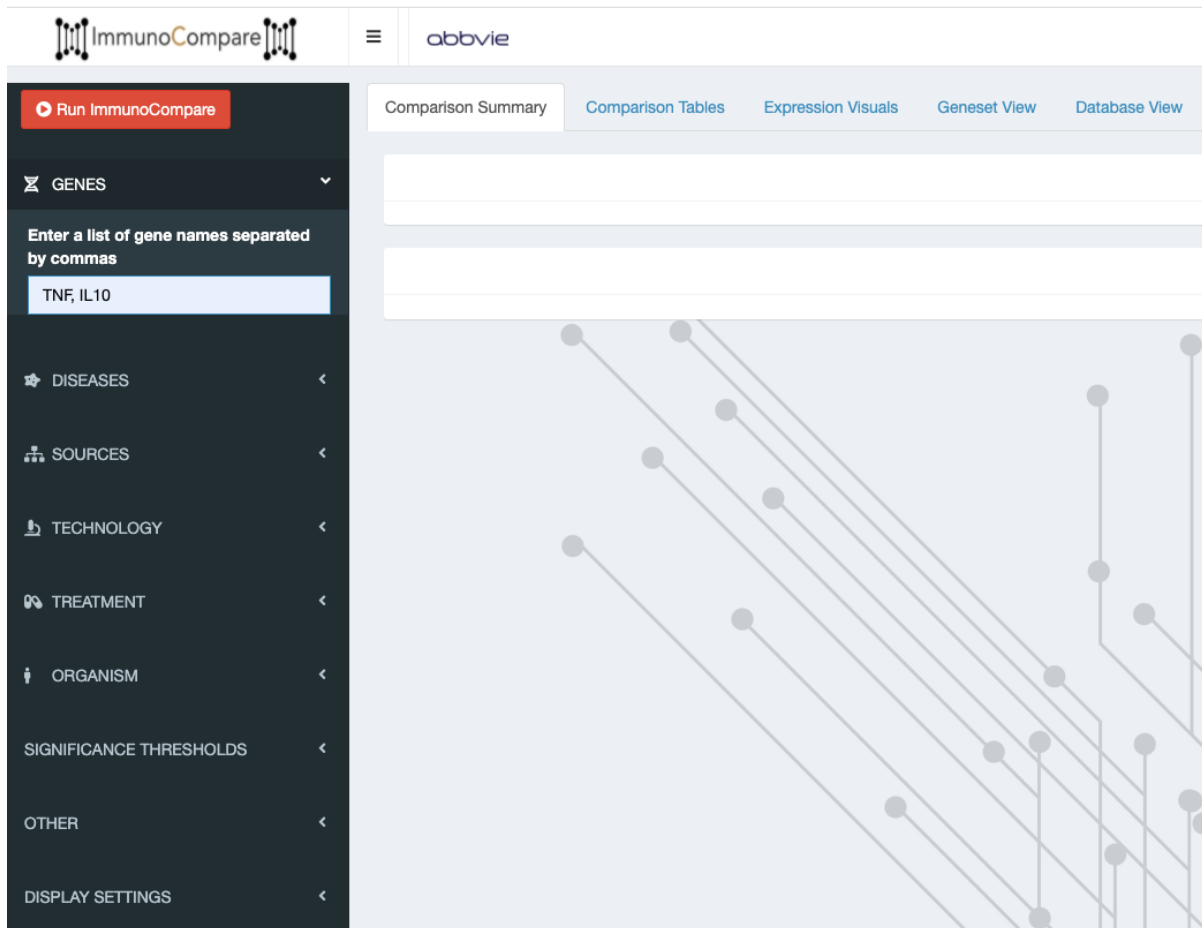 ImmunoCompare
abbvie
Run ImmunoCompare
Comparison Summary
Comparison Tables
Expression Visuals
Geneset View
Database View
GENES
Enter a list of gene names separated
by commas
TNF, IL10
DISEASES
SOURCES
TECHNOLOGY
TREATMENT
ORGANISM
SIGNIFICANCE THRESHOLDS
OTHER
DISPLAY SETTINGS